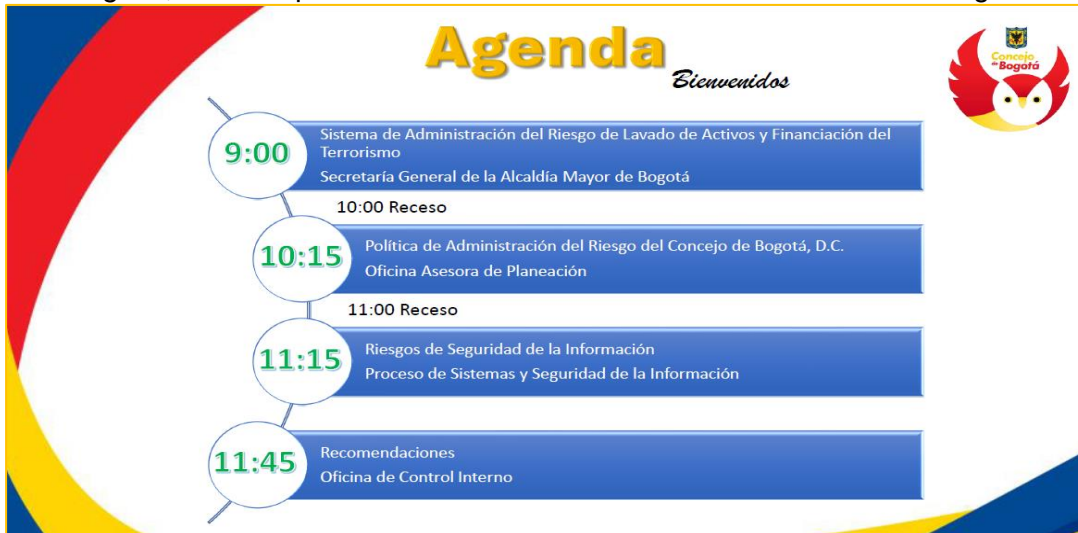 Agenda
Bienvenidos
Concejo
de Bogotá
9:00
Sistema de Administración del Riesgo de Lavado de Activos y Financiación del
Terrorismo
Secretaría General de la Alcaldía Mayor de Bogotá
10:00 Receso
10:15
Política de Administración del Riesgo del Concejo de Bogotá, D.C.
Oficina Asesora de Planeación
11:00 Receso
11:15
Riesgos de Seguridad de la Información
Proceso de Sistemas y Seguridad de la Información
11:45
Recomendaciones
Oficina de Control Interno